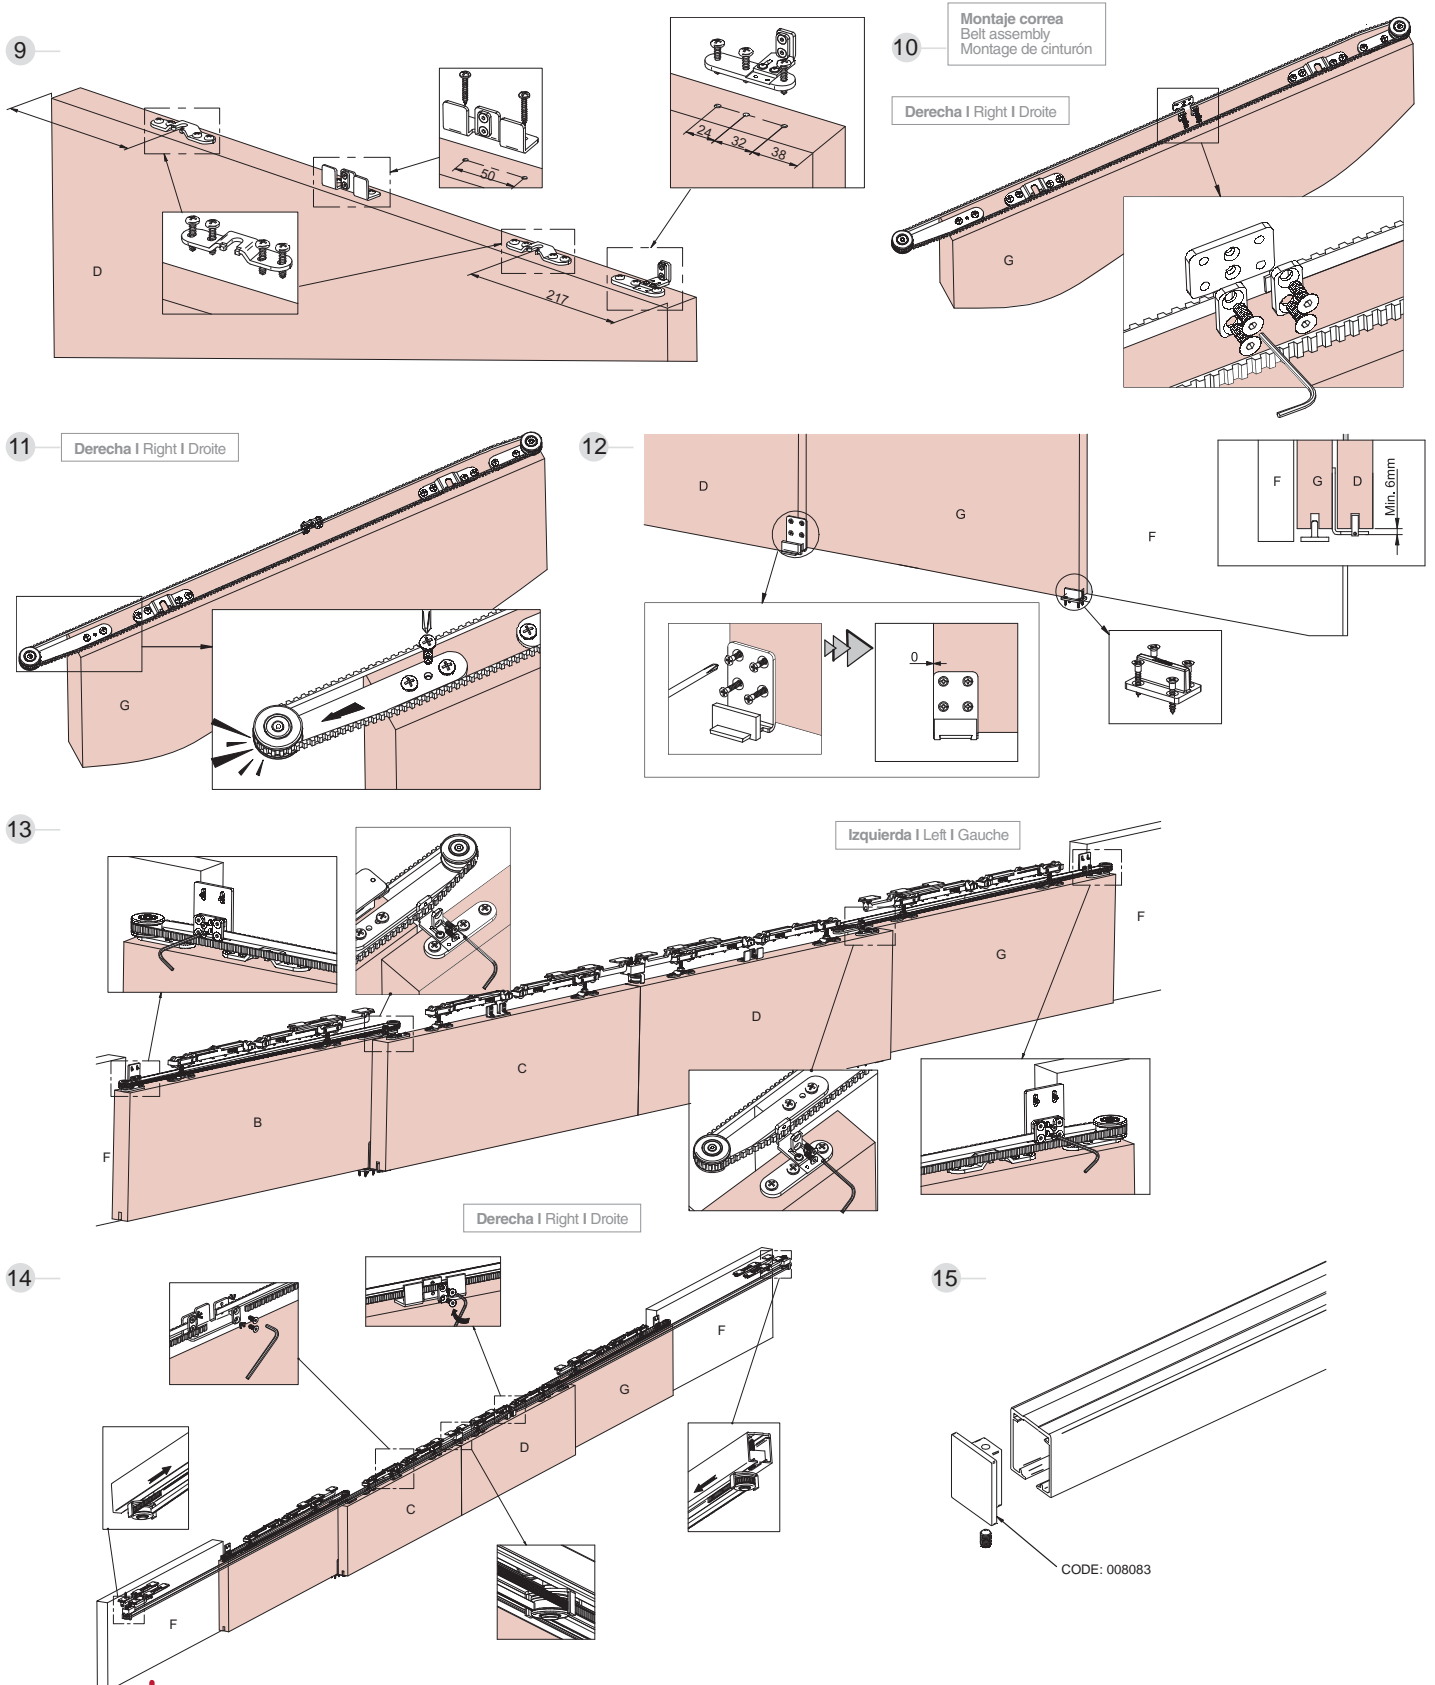 9
D
50
24
32
38
217
10
Montaje correa
Belt assembly
Montage de cinturón
Derecha I Right I Droite
G
11
Derecha I Right I Droite
G
12
D
G
F
F
G
D
Min. 6mm
0
13
Izquierda I Left I Gauche
F
G
D
C
B
F
Derecha I Right I Droite
14
F
G
D
C
F
15
CODE: 008083